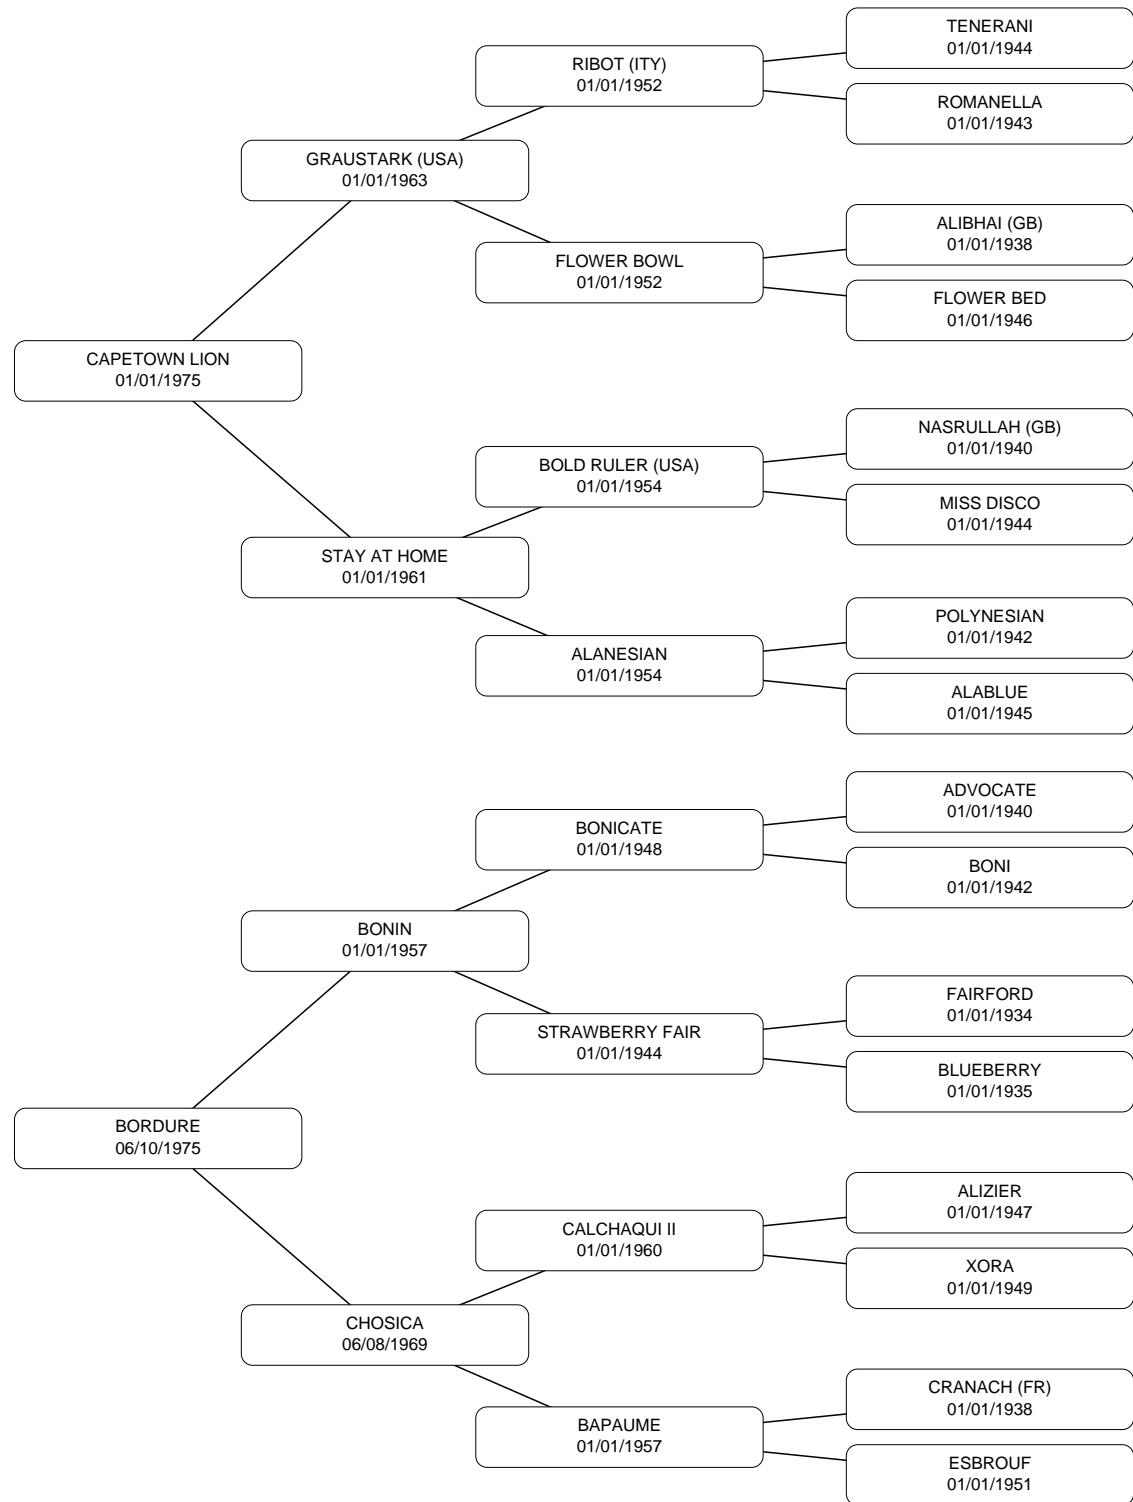 TENERANI
01/01/1944
RIBOT (ITY)
01/01/1952
ROMANELLA
01/01/1943
GRAUSTARK (USA)
01/01/1963
ALIBHAI (GB)
01/01/1938
FLOWER BOWL
01/01/1952
FLOWER BED
01/01/1946
CAPETOWN LION
01/01/1975
NASRULLAH (GB)
01/01/1940
BOLD RULER (USA)
01/01/1954
MISS DISCO
01/01/1944
STAY AT HOME
01/01/1961
POLYNESIAN
01/01/1942
ALANESIAN
01/01/1954
ALABLUE
01/01/1945
ADVOCATE
01/01/1940
BONICATE
01/01/1948
BONI
01/01/1942
BONIN
01/01/1957
FAIRFORD
01/01/1934
STRAWBERRY FAIR
01/01/1944
BLUEBERRY
01/01/1935
BORDURE
06/10/1975
ALIZIER
01/01/1947
CALCHAQUI II
01/01/1960
XORA
01/01/1949
CHOSICA
06/08/1969
CRANACH (FR)
01/01/1938
BAPAUME
01/01/1957
ESBROUF
01/01/1951